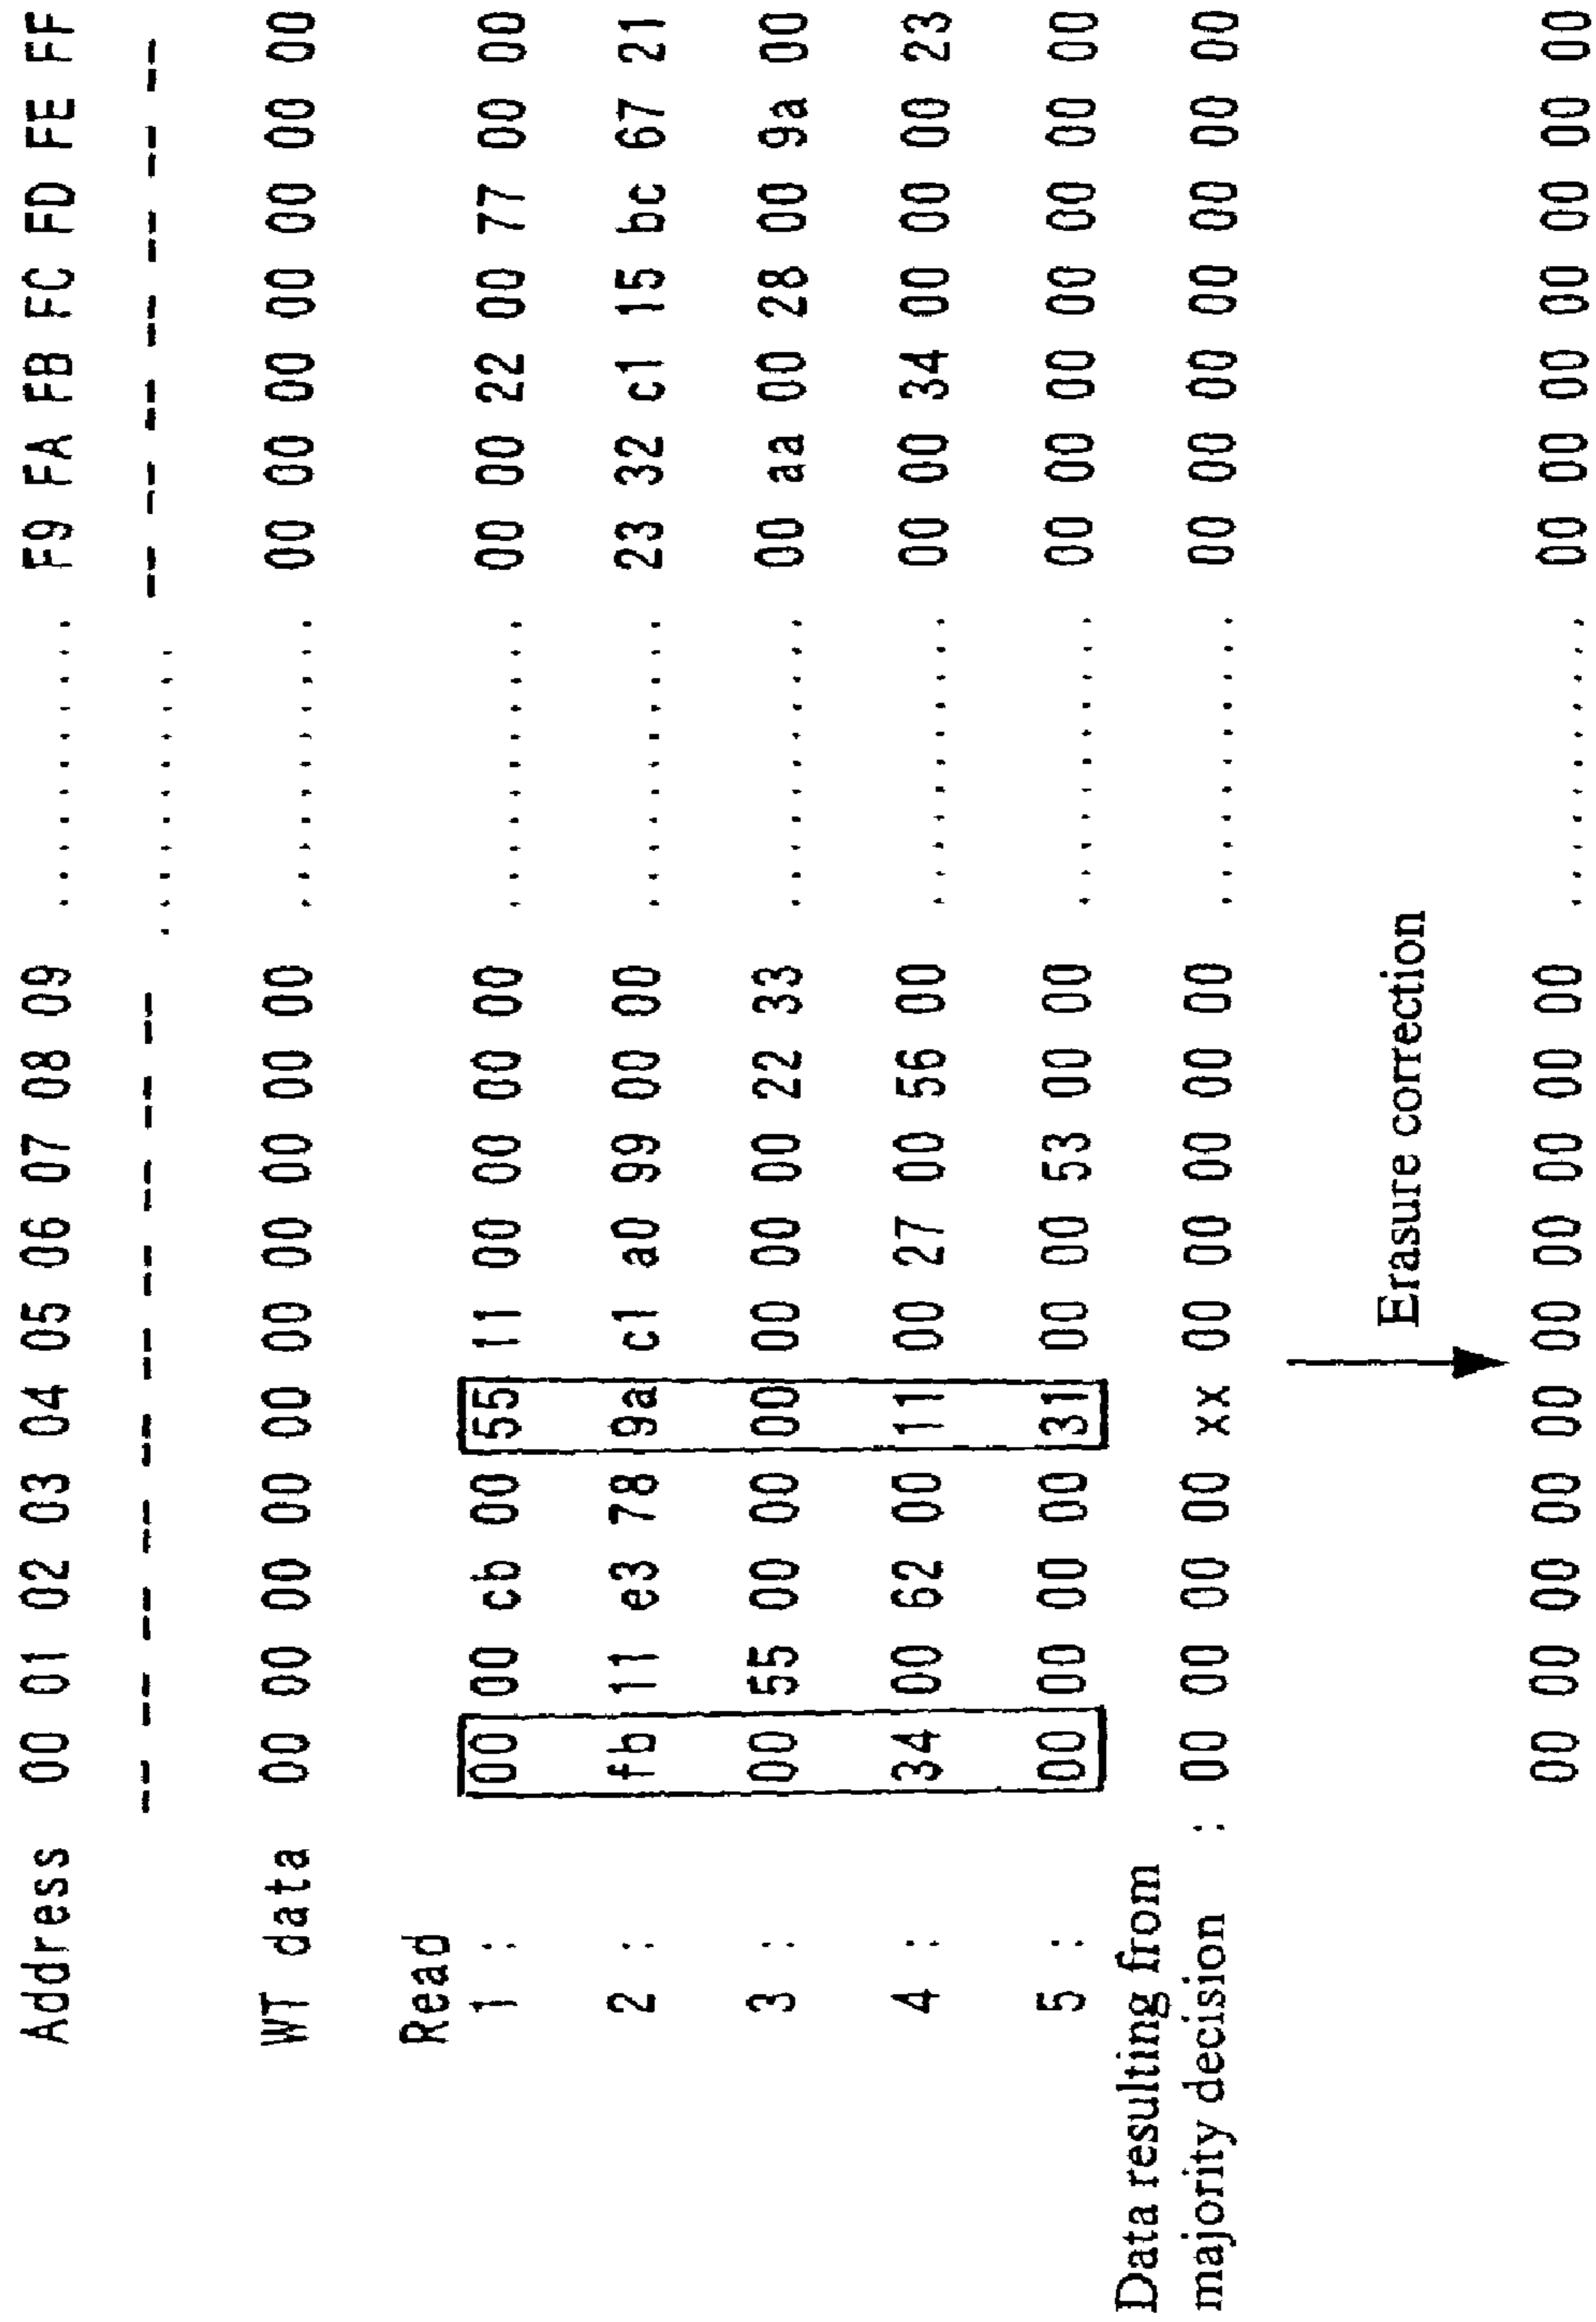 Address 00 01 02 03 04 05 06 07 08 09 .......... F9 FA FB FC FD FE FF
-- -- -- -- -- -- -- -- -- -- ........... -- -- -- -- -- -- --
WT data 00 00 00 00 00 00 00 00 00 00 .......... 00 00 00 00 00 00 00
Read
1 : 00 00 cb 00 55 11 00 00 00 00 .......... 00 00 22 00 77 00 00
2 : fb 11 e3 78 9a c1 a0 99 00 00 .......... 23 32 c1 15 bc 67 21
3 : 00 55 00 00 00 00 00 00 22 33 .......... 00 aa 00 28 00 9a 00
4 : 34 00 62 00 11 00 27 00 56 00 .......... 00 00 34 00 00 00 23
5 : 00 00 00 00 31 00 00 53 00 00 .......... 00 00 00 00 00 00 00
Data resulting from
majority decision : 00 00 00 00 xx 00 00 00 00 00 .......... 00 00 00 00 00 00 00
Erasure correction
00 00 00 00 00 00 00 00 00 00 .......... 00 00 00 00 00 00 00